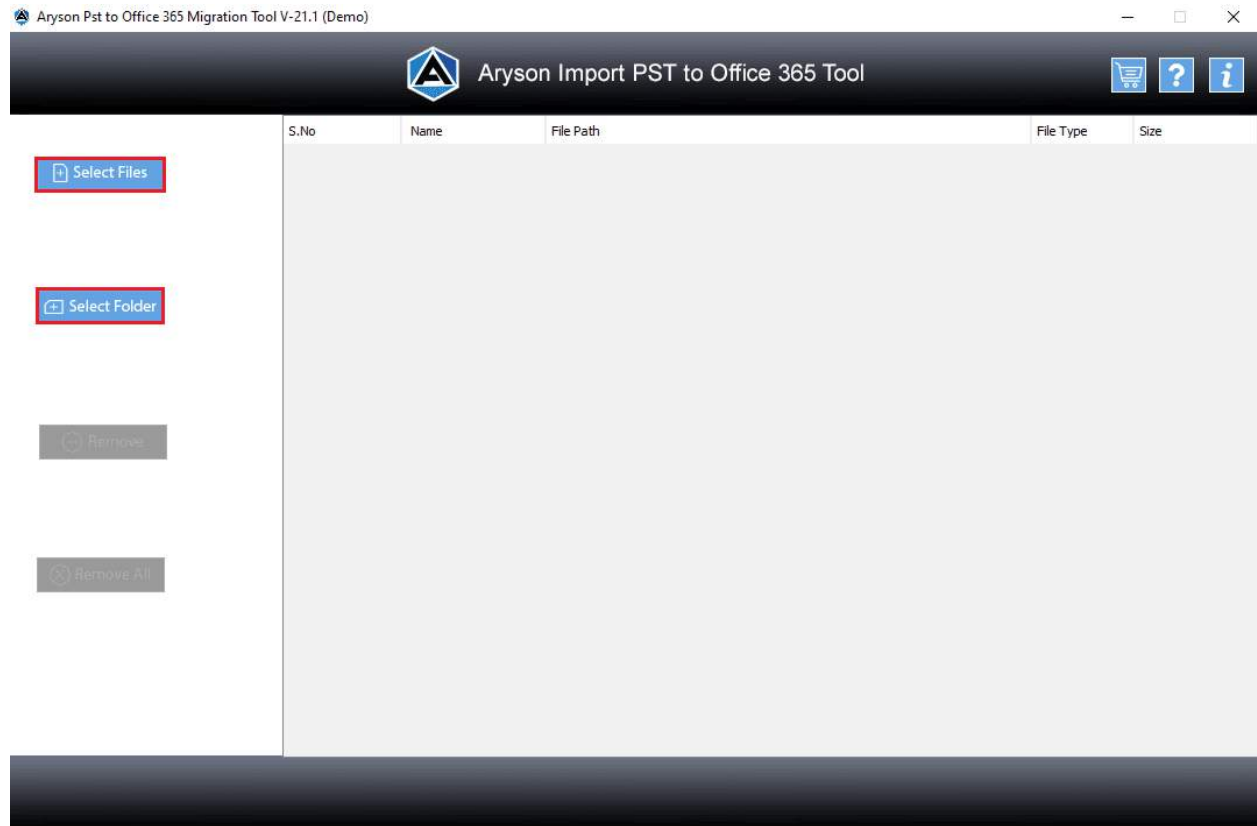 Aryson Pst to Office 365 Migration Tool V-21.1 (Demo)
Aryson Import PST to Office 365 Tool
S.No Name File Path File Type Size
Select Files
Select Folder
Remove
Remove All